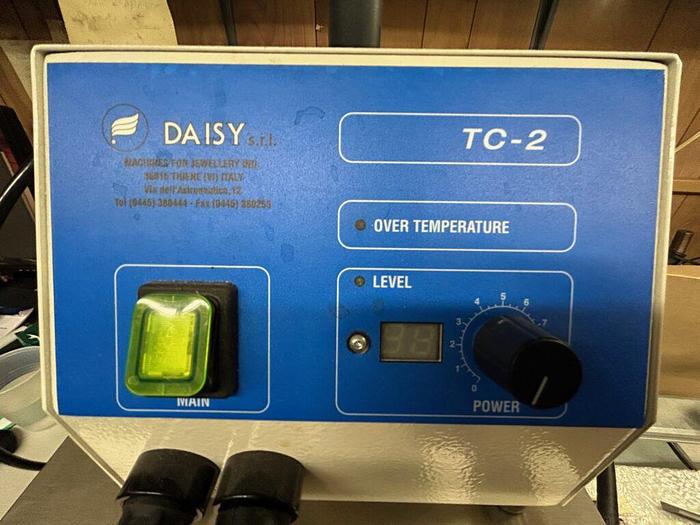 DAISY s.r.l.
MACHINES FOR JEWELLERY IND.
36016 THIENE (VI) ITALY
Via dell'Astronautica, 12
Tel (0445) 380444 - Fax (0445) 380255
TC-2
OVER TEMPERATURE
LEVEL
0
1
2
3
4
5
6
7
MAIN
POWER